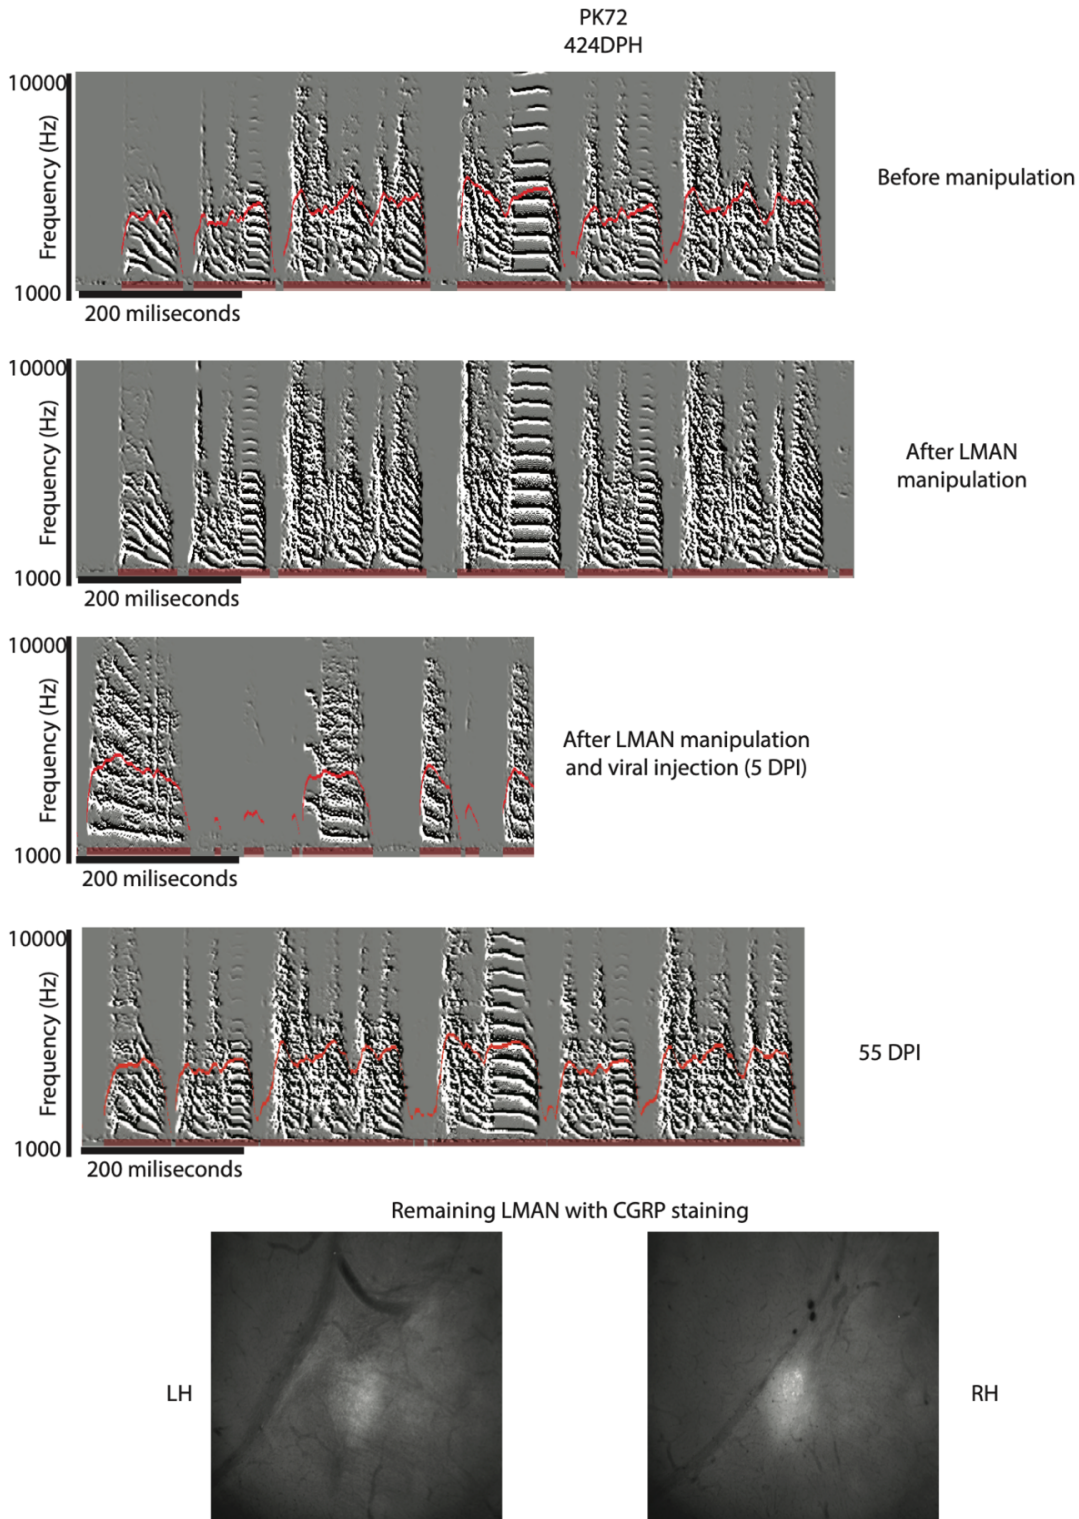 PK72
424DPH
10000
Frequency (Hz)
1000
200 miliseconds
Before manipulation
10000
Frequency (Hz)
1000
200 miliseconds
After LMAN
manipulation
10000
Frequency (Hz)
1000
200 miliseconds
After LMAN manipulation
and viral injection (5 DPI)
10000
Frequency (Hz)
1000
200 miliseconds
55 DPI
Remaining LMAN with CGRP staining
LH
RH